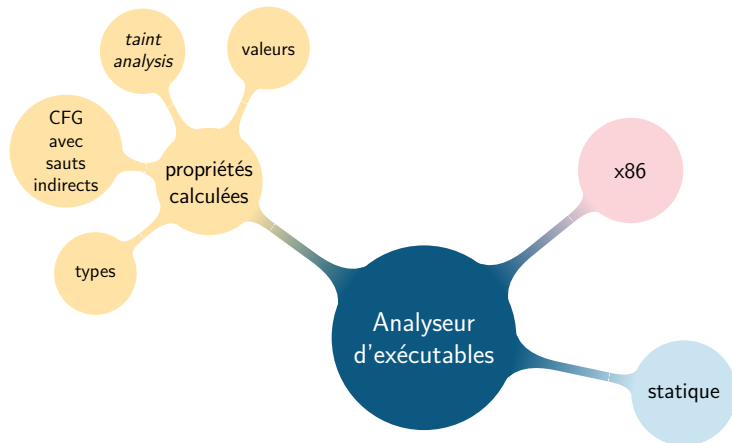 taint
analysis
valeurs
CFG
avec
sauts
indirects
propriétés
calculées
x86
types
Analyseur
d'exécutables
statique